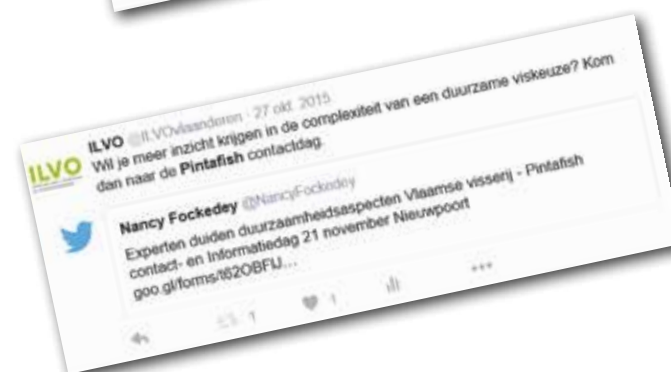 ILVO
ILVO @ILVOvlaanderen · 27 okt. 2015
Wil je meer inzicht krijgen in de complexiteit van een duurzame viskeuze? Kom
dan naar de Pintafish contactdag.
Nancy Fockedey @NancyFockedey
Experten duiden duurzaamheidsaspecten Vlaamse visserij - Pintafish
contact- en Informatiedag 21 november Nieuwpoort
1
1